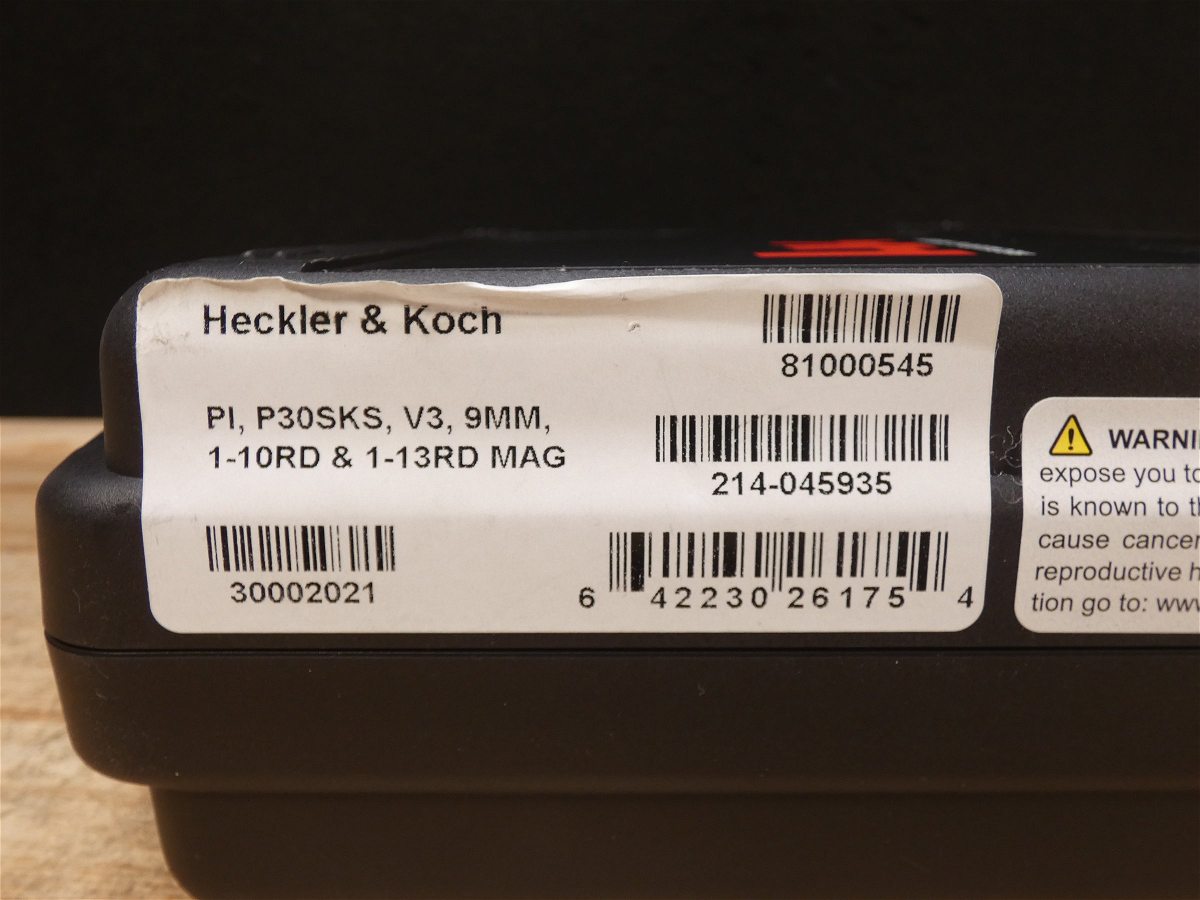 Heckler & Koch
81000545
PI, P30SKS, V3, 9MM,
1-10RD & 1-13RD MAG
214-045935
30002021
6 42230 26175 4
WARNI
expose you to
is known to th
cause cancer
reproductive h
tion go to: www